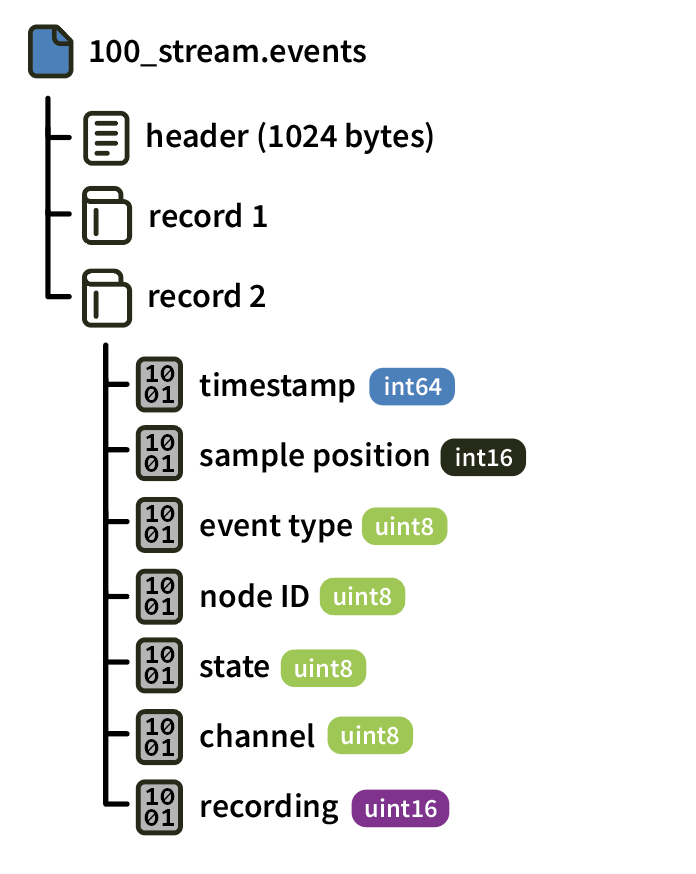 100_stream.events
header (1024 bytes)
record 1
record 2
10
01
timestamp int64
10
01
sample position int16
10
01
event type uint8
10
01
node ID uint8
10
01
state uint8
10
01
channel uint8
10
01
recording uint16